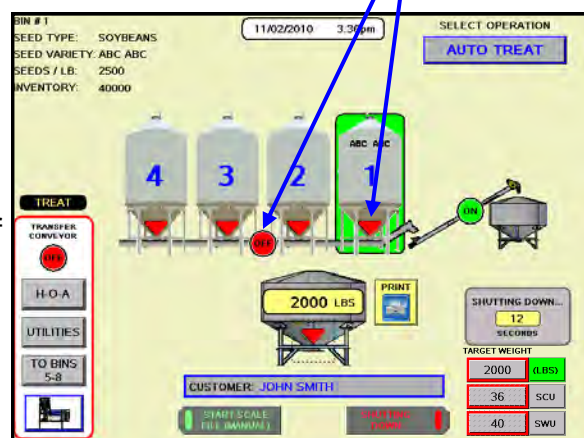 BIN # 1
SEED TYPE: SOYBEANS
SEED VARIETY: ABC ABC
SEEDS / LB: 2500
INVENTORY: 40000
11/02/2010 3:30pm
SELECT OPERATION
AUTO TREAT
ABC ABC
4 3 2 1
ON
OFF
TREAT
TRANSFER
CONVEYOR
OFF
H-O-A
UTILITIES
TO BINS
5-8
2000 LBS
PRINT
SHUTTING DOWN...
12
SECONDS
TARGET WEIGHT
2000 (LBS)
36 SCU
40 SWU
CUSTOMER: JOHN SMITH
START SCALE
FILL (MANUAL)
SHUTTING
DOWN